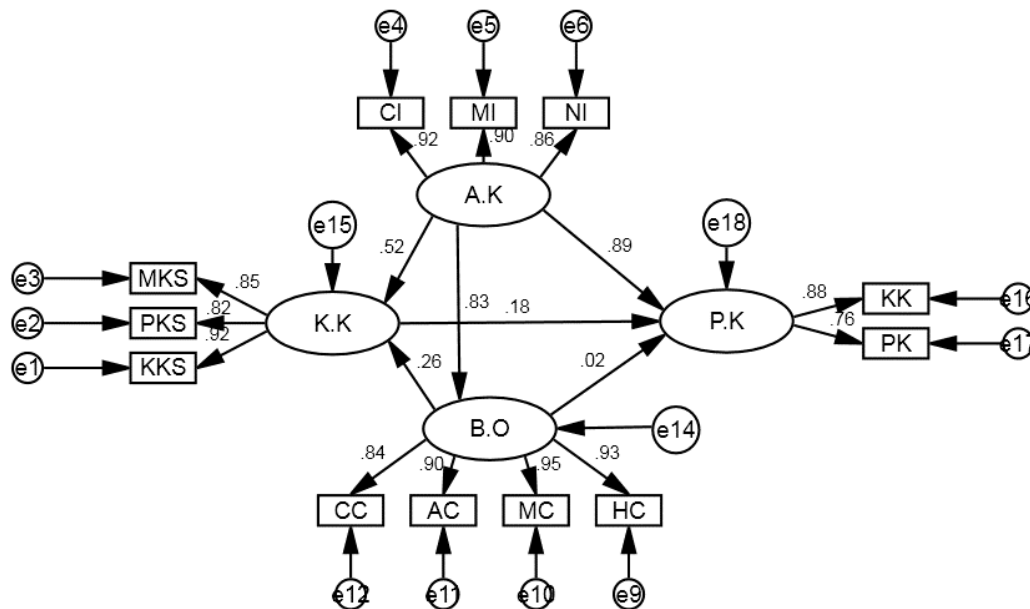 e4 e5 e6
CI MI NI
.92 .90 .86
A.K
e15 e18
.52 .89
e3 MKS .85
.83 .88 KK e16
e2 PKS .82 K.K .18 P.K
.92 .76
e1 KKS PK e17
.26 .02
B.O e14
.84 .90 .95 .93
CC AC MC HC
e12 e11 e10 e9